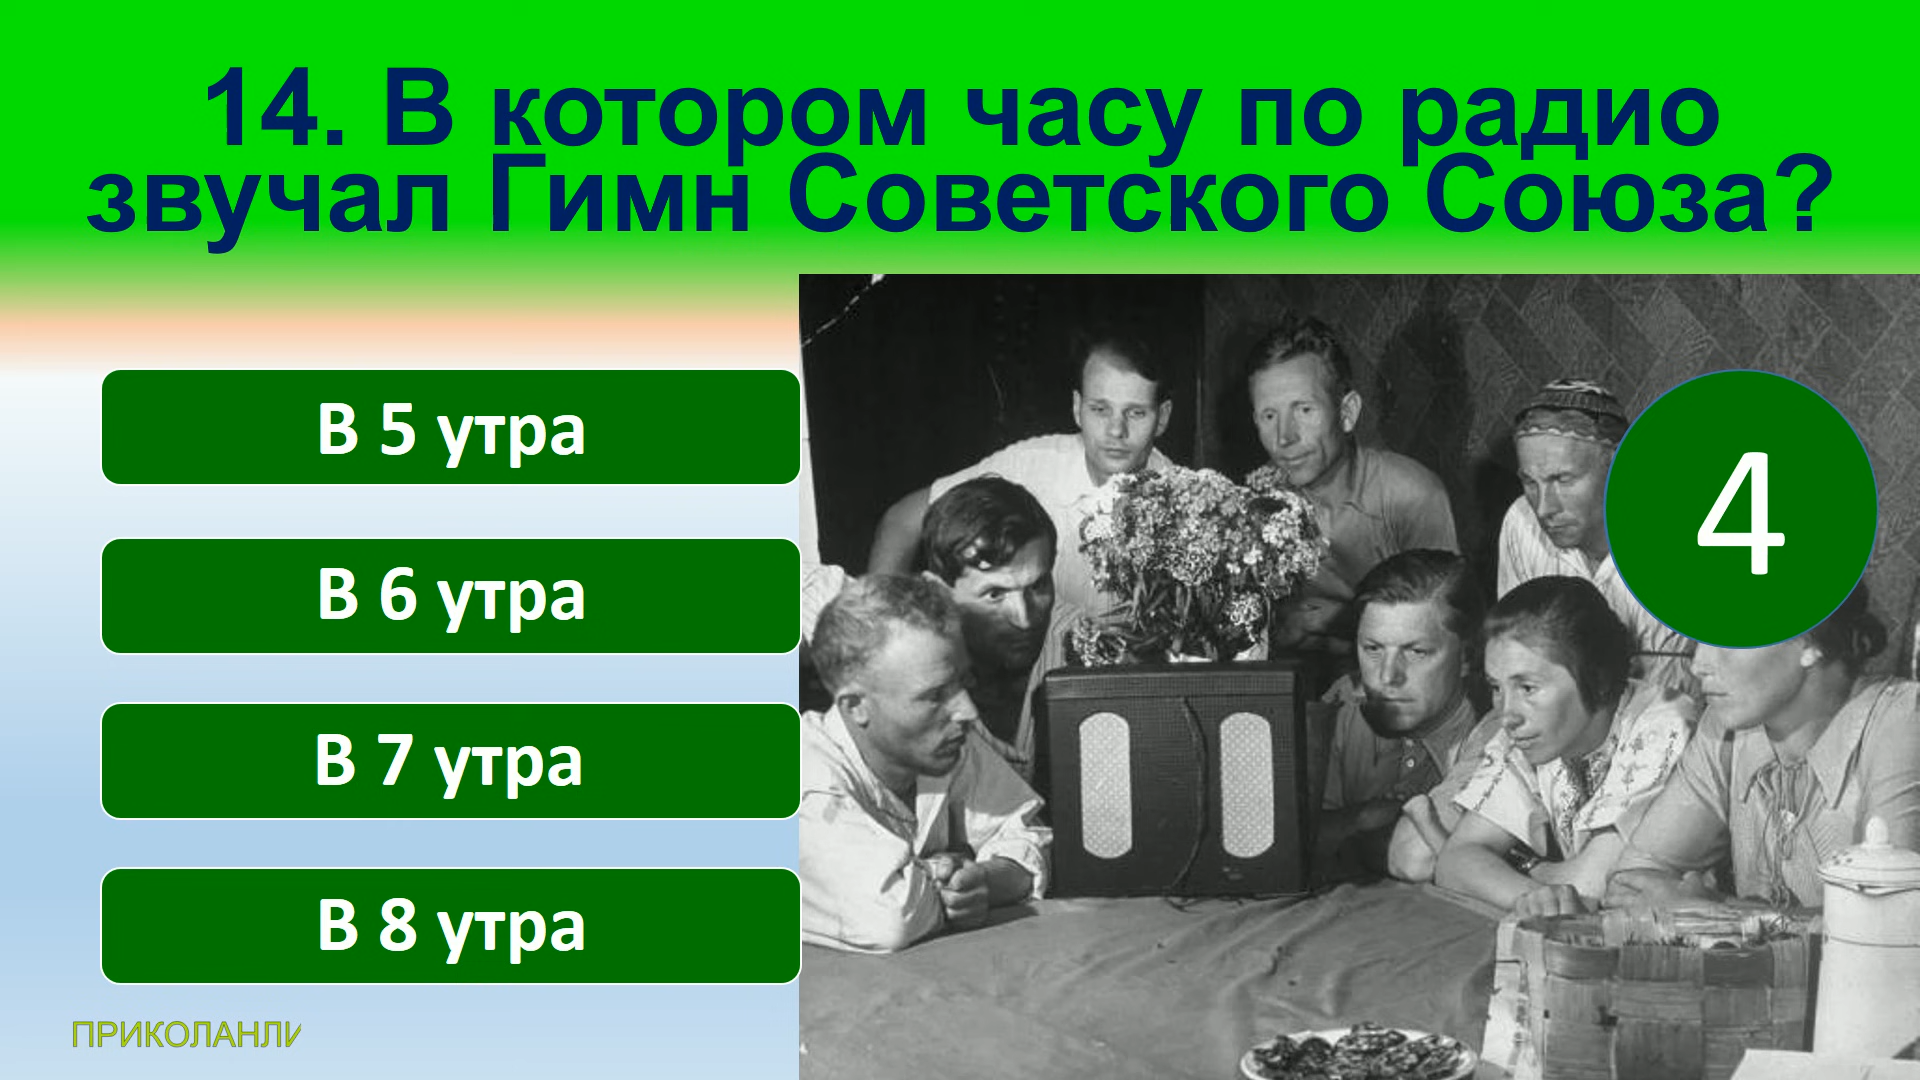 14. В котором часу по радио
звучал Гимн Советского Союза?
В 5 утра
В 6 утра
В 7 утра
В 8 утра
4
ПРИКОЛАНЛИ